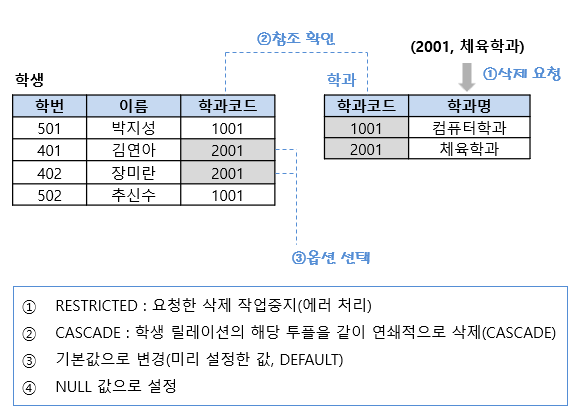 ②참조 확인
(2001, 체육학과)
①삭제 요청
학생
학과
학번 이름 학과코드
501 박지성 1001
401 김연아 2001
402 장미란 2001
502 추신수 1001
학과코드 학과명
1001 컴퓨터학과
2001 체육학과
③옵션 선택
① RESTRICTED : 요청한 삭제 작업중지(에러 처리)
② CASCADE : 학생 릴레이션의 해당 투플을 같이 연쇄적으로 삭제(CASCADE)
③ 기본값으로 변경(미리 설정한 값, DEFAULT)
④ NULL 값으로 설정